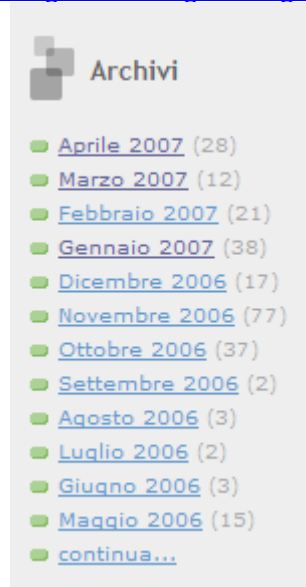 Archivi
Aprile 2007 (28)
Marzo 2007 (12)
Febbraio 2007 (21)
Gennaio 2007 (38)
Dicembre 2006 (17)
Novembre 2006 (77)
Ottobre 2006 (37)
Settembre 2006 (2)
Agosto 2006 (3)
Luglio 2006 (2)
Giugno 2006 (3)
Maggio 2006 (15)
continua...